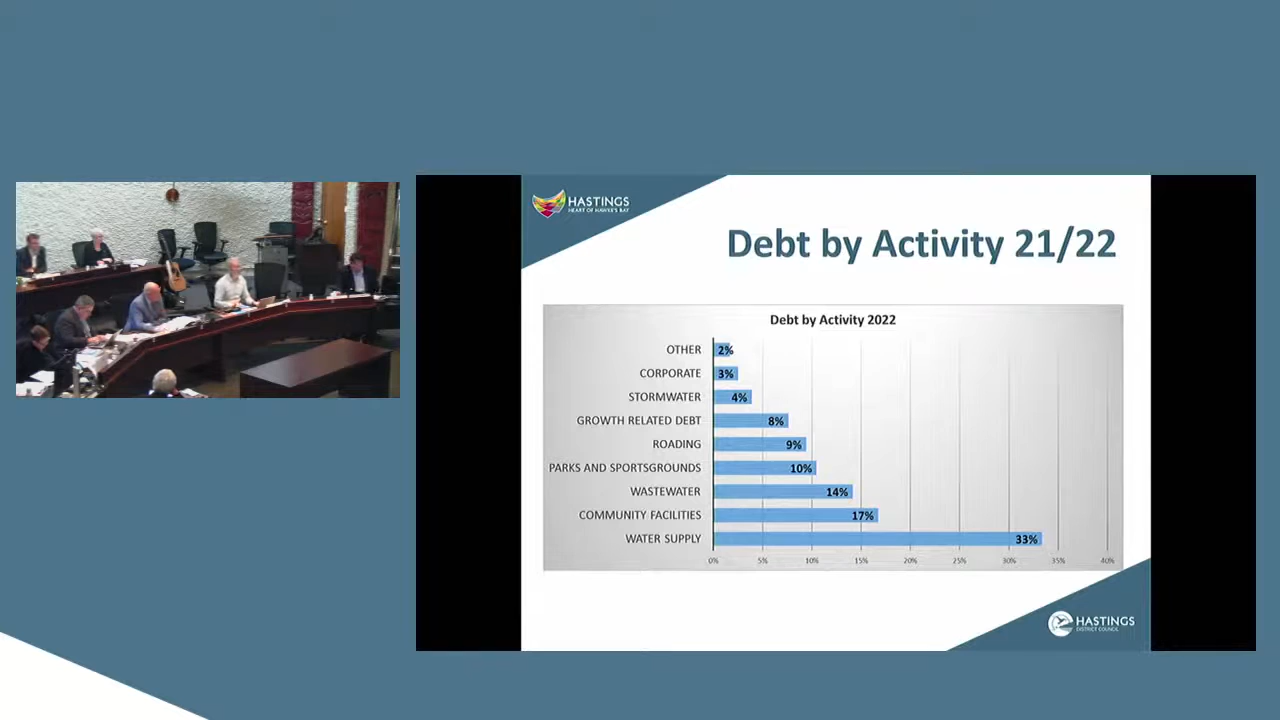 HASTINGS
HEART OF HAWKE'S BAY
Debt by Activity 21/22
Debt by Activity 2022
OTHER 2%
CORPORATE 3%
STORMWATER 4%
GROWTH RELATED DEBT 8%
ROADING 9%
PARKS AND SPORTSGROUNDS 10%
WASTEWATER 14%
COMMUNITY FACILITIES 17%
WATER SUPPLY 33%
0% 5% 10% 15% 20% 25% 30% 35% 40%
HASTINGS
DISTRICT COUNCIL